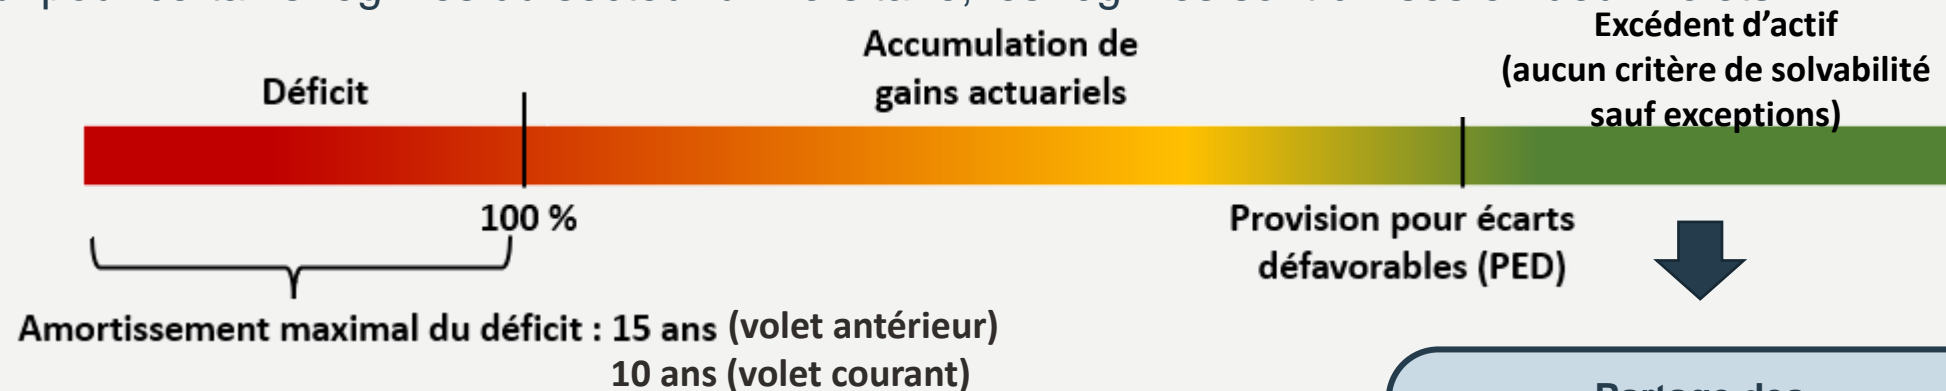 Accumulation de
gains actuariels
Excédent d'actif
(aucun critère de solvabilité
sauf exceptions)
Déficit
100 %
Provision pour écarts
défavorables (PED)
Amortissement maximal du déficit : 15 ans (volet antérieur)
10 ans (volet courant)